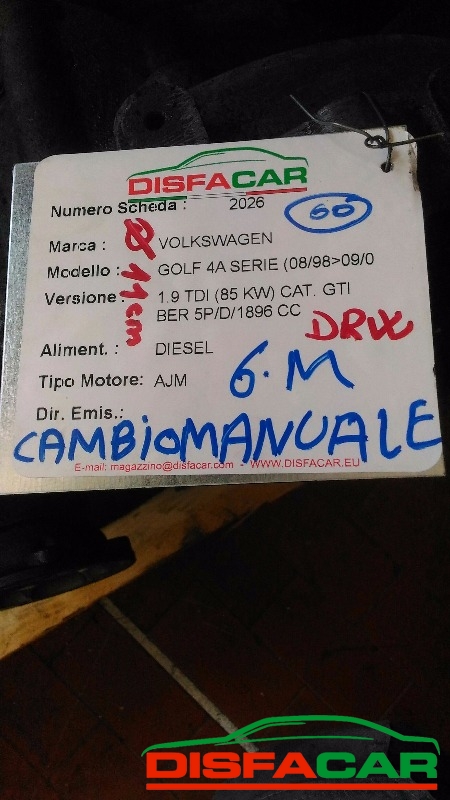 DISFACAR
Numero Scheda : 2026
60
Marca : VOLKSWAGEN
Modello : GOLF 4A SERIE (08/98>09/0
Ø 11cm
Versione : 1.9 TDI (85 KW) CAT. GTI
BER 5P/D/1896 CC
DRW
Aliment. : DIESEL
Tipo Motore: AJM
6.M
Dir. Emis.:
CAMBIOMANUALE
E-mail: magazzino@disfacar.com - WWW.DISFACAR.EU
DISFACAR